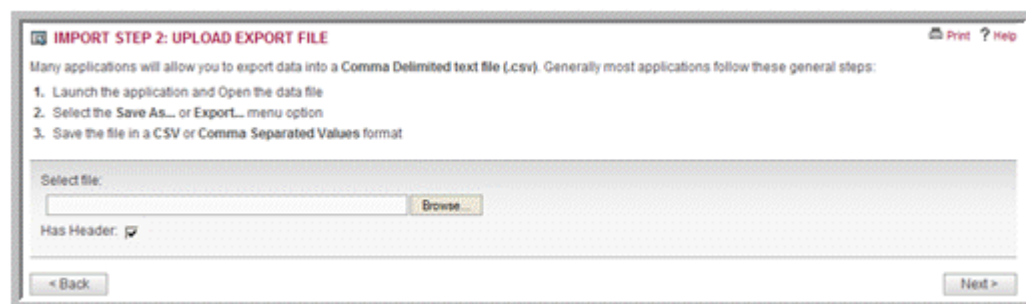 IMPORT STEP 2: UPLOAD EXPORT FILE
Print ? Help
Many applications will allow you to export data into a Comma Delimited text file (.csv). Generally most applications follow these general steps:
1. Launch the application and Open the data file
2. Select the Save As... or Export... menu option
3. Save the file in a CSV or Comma Separated Values format
Select file:
Browse...
Has Header:
< Back
Next >